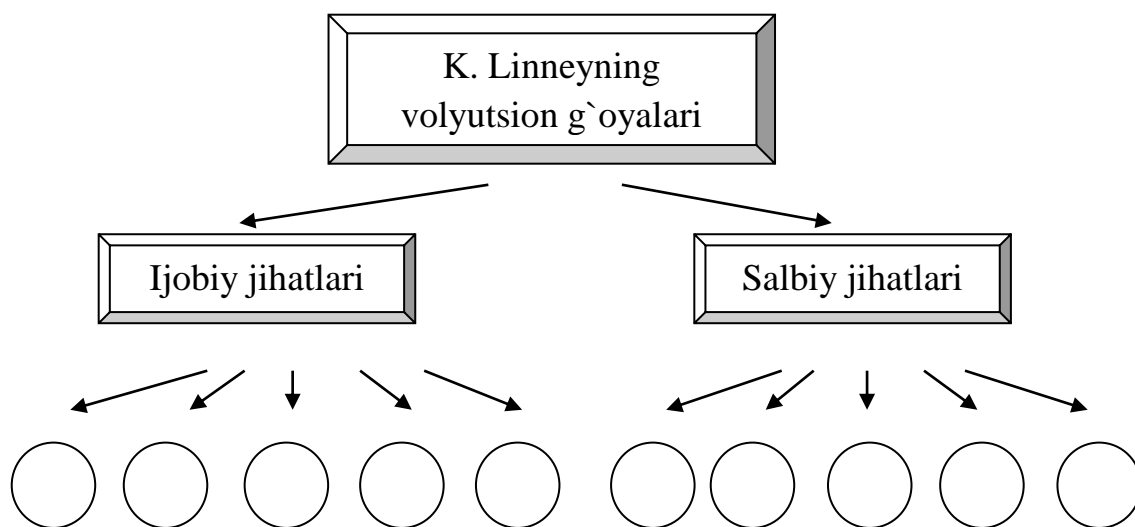 K. Linneyning
volyutsion g`oyalari
Ijobiy jihatlari
Salbiy jihatlari